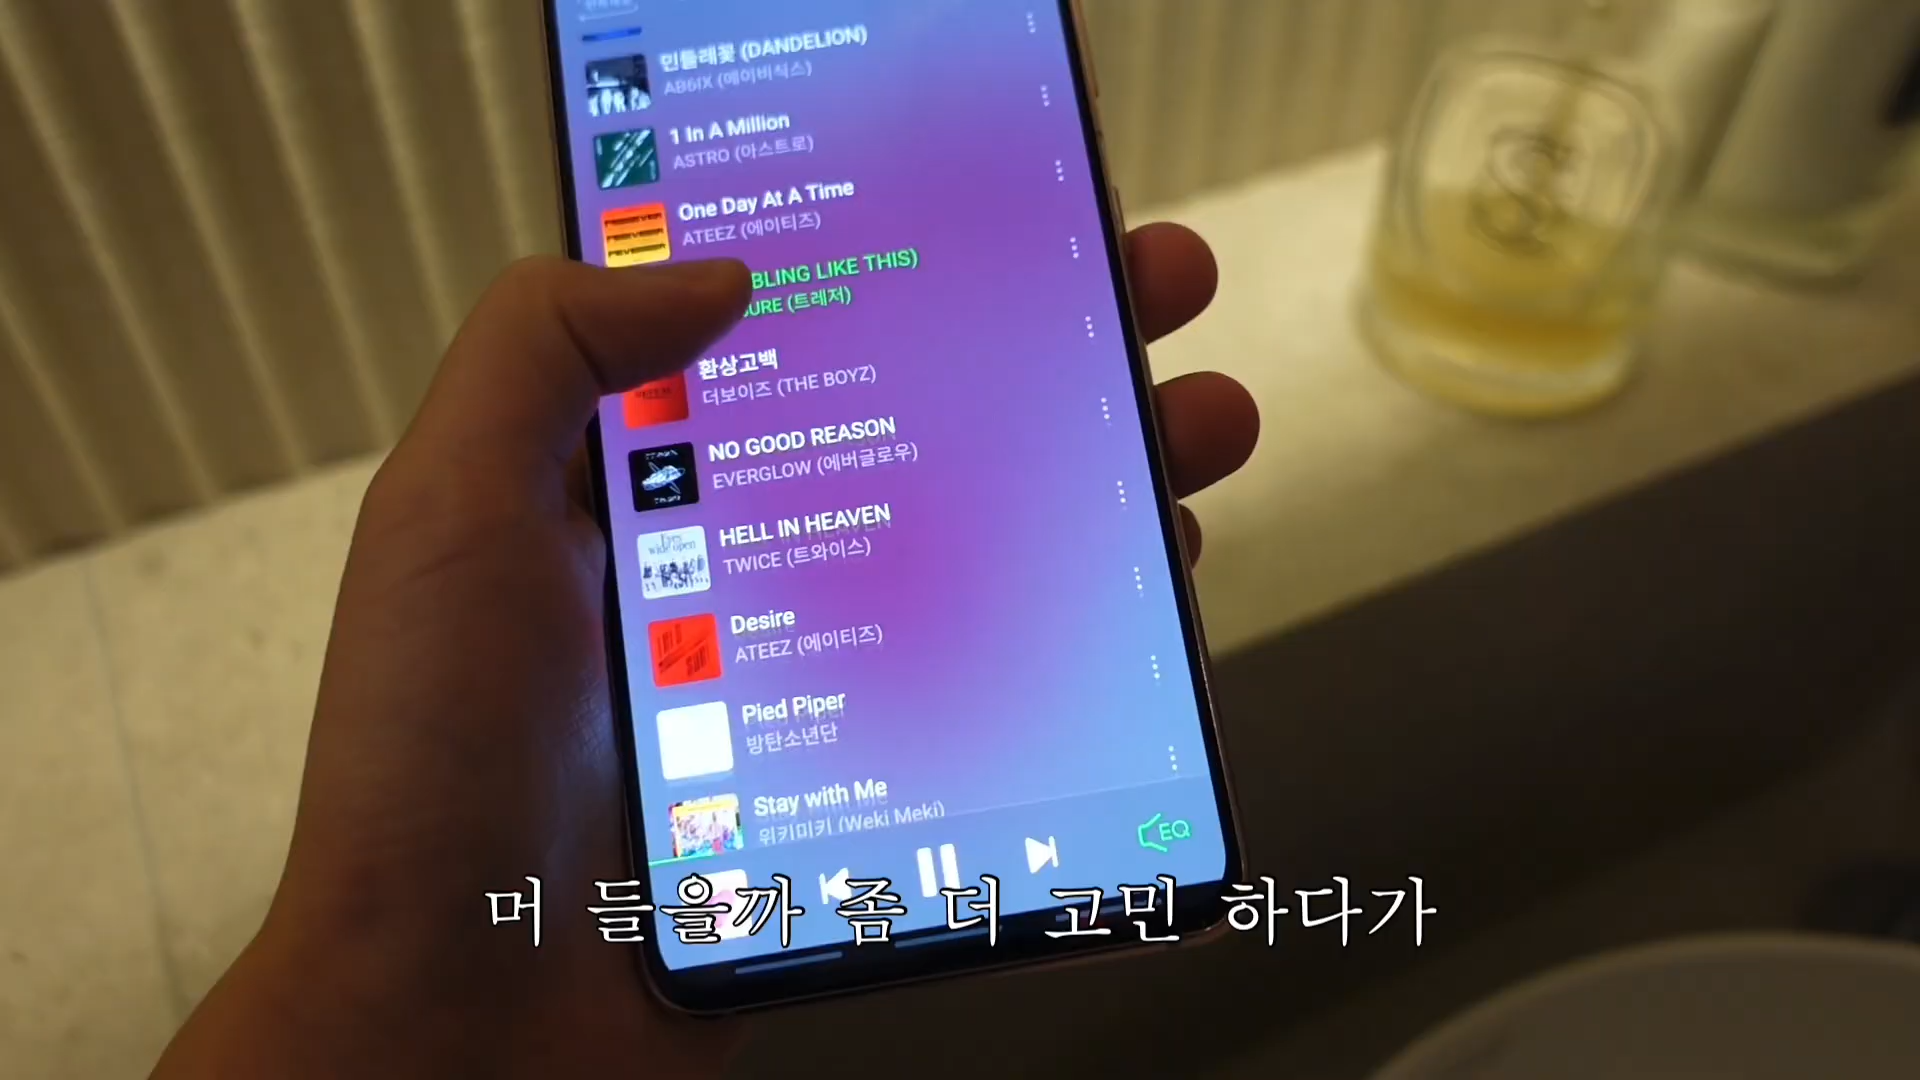 민들레꽃 (DANDELION)
AB6IX (에이비식스)
1 In A Million
ASTRO (아스트로)
One Day At A Time
ATEEZ (에이티즈)
BLING LIKE THIS)
SURE (트레저)
환상고백
더보이즈 (THE BOYZ)
NO GOOD REASON
EVERGLOW (에버글로우)
HELL IN HEAVEN
TWICE (트와이스)
Eyes
wide open
Desire
ATEEZ (에이티즈)
Pied Piper
방탄소년단
Stay with Me
위키미키 (Weki Meki)
EQ
머 들을까 좀 더 고민 하다가